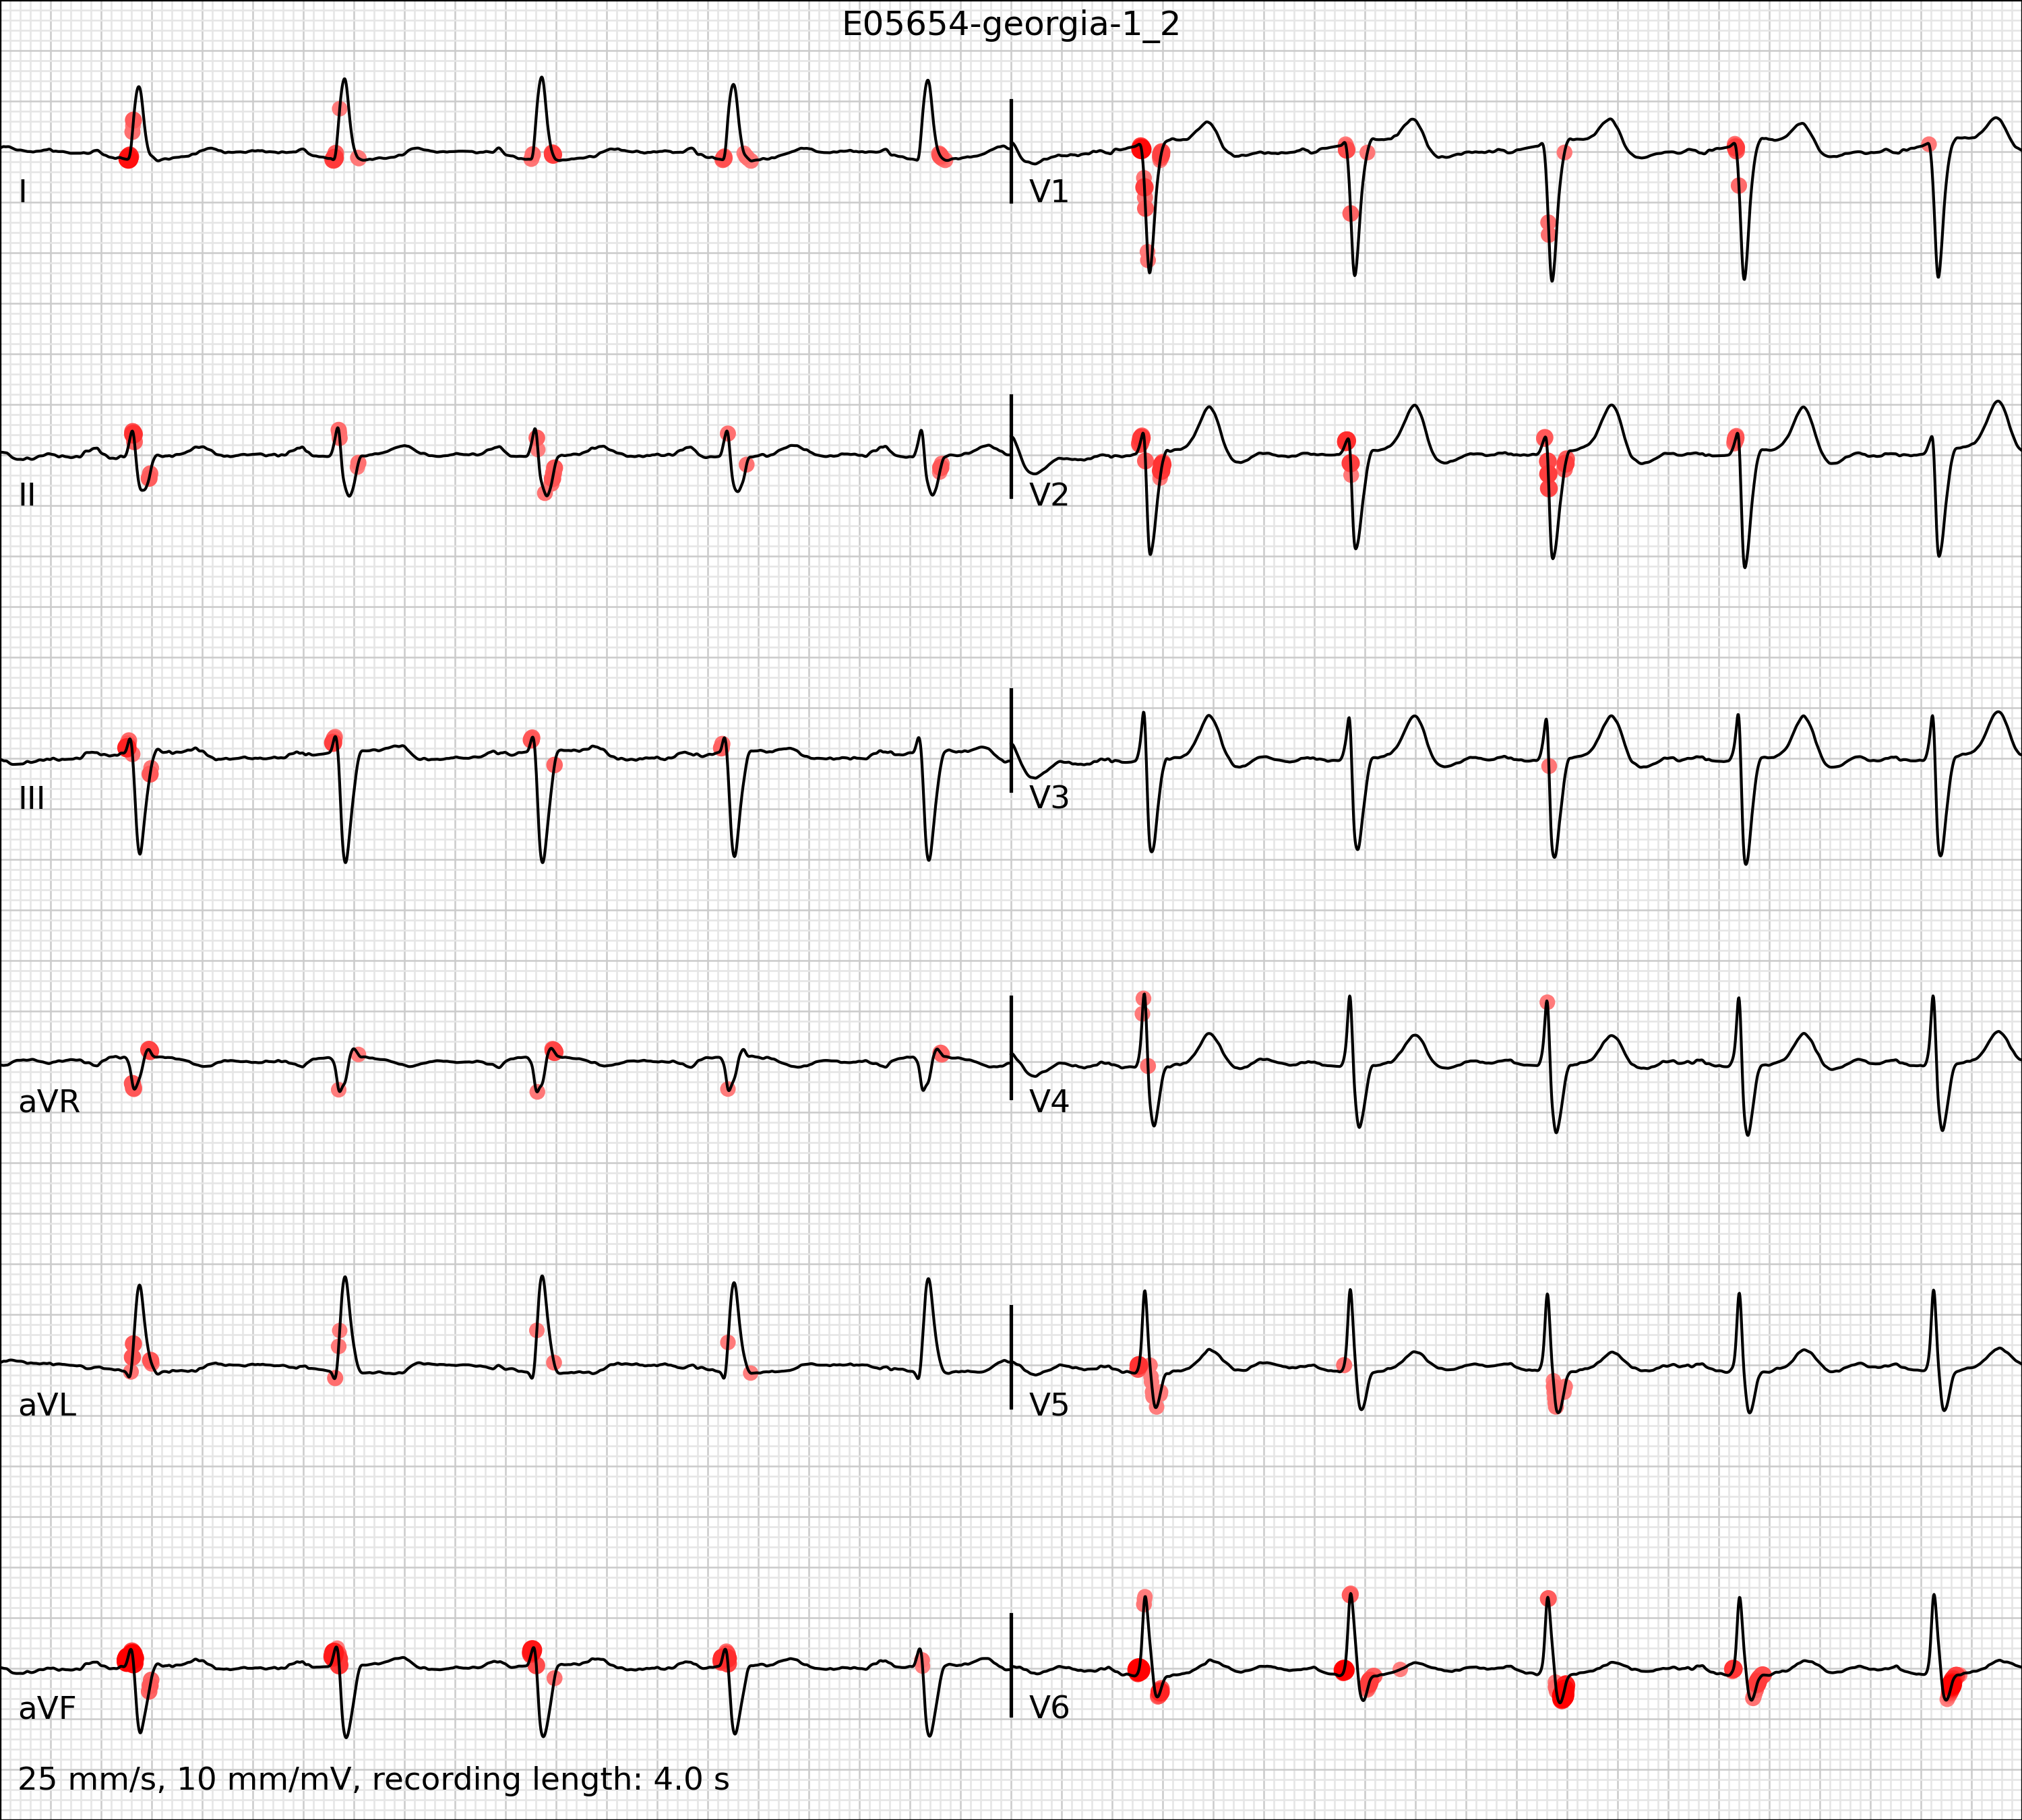 E05654-georgia-1_2
I
V1
II
V2
III
V3
aVR
V4
aVL
V5
aVF
V6
25 mm/s, 10 mm/mV, recording length: 4.0 s